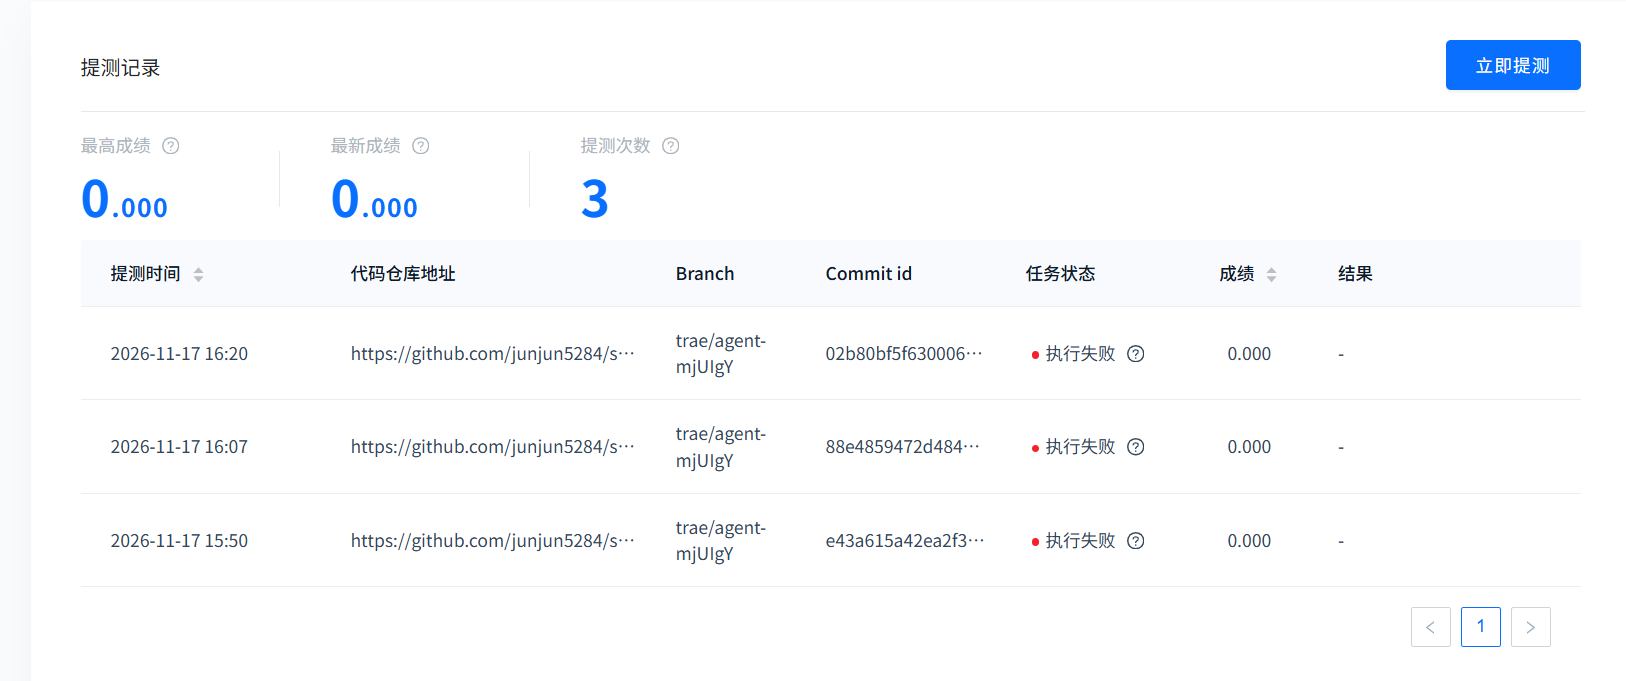 提测记录
立即提测
最高成绩
最新成绩
提测次数
0.000
0.000
3
提测时间 代码仓库地址 Branch Commit id 任务状态 成绩 结果
2026-11-17 16:20 https://github.com/junjun5284/s··· trae/agent-mjUIgY 02b80bf5f630006··· 执行失败 0.000 -
2026-11-17 16:07 https://github.com/junjun5284/s··· trae/agent-mjUIgY 88e4859472d484··· 执行失败 0.000 -
2026-11-17 15:50 https://github.com/junjun5284/s··· trae/agent-mjUIgY e43a615a42ea2f3··· 执行失败 0.000 -
< 1 >